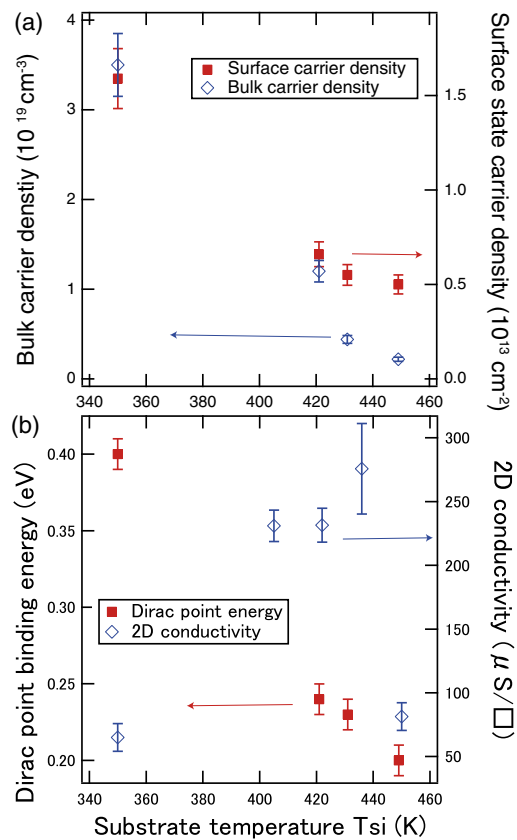 (a)
4
3
2
1
0
Bulk carrier denstiy (10 19 cm-3)
Surface carrier density
Bulk carrier density
1.5
1.0
0.5
0.0
Surface state carrier density (10 13 cm-2)
340 360 380 400 420 440 460
(b)
0.40
0.35
0.30
0.25
0.20
Dirac point binding energy (eV)
Dirac point energy
2D conductivity
300
250
200
150
100
50
2D conductivity (μS/□)
340 360 380 400 420 440 460
Substrate temperature Tsi (K)